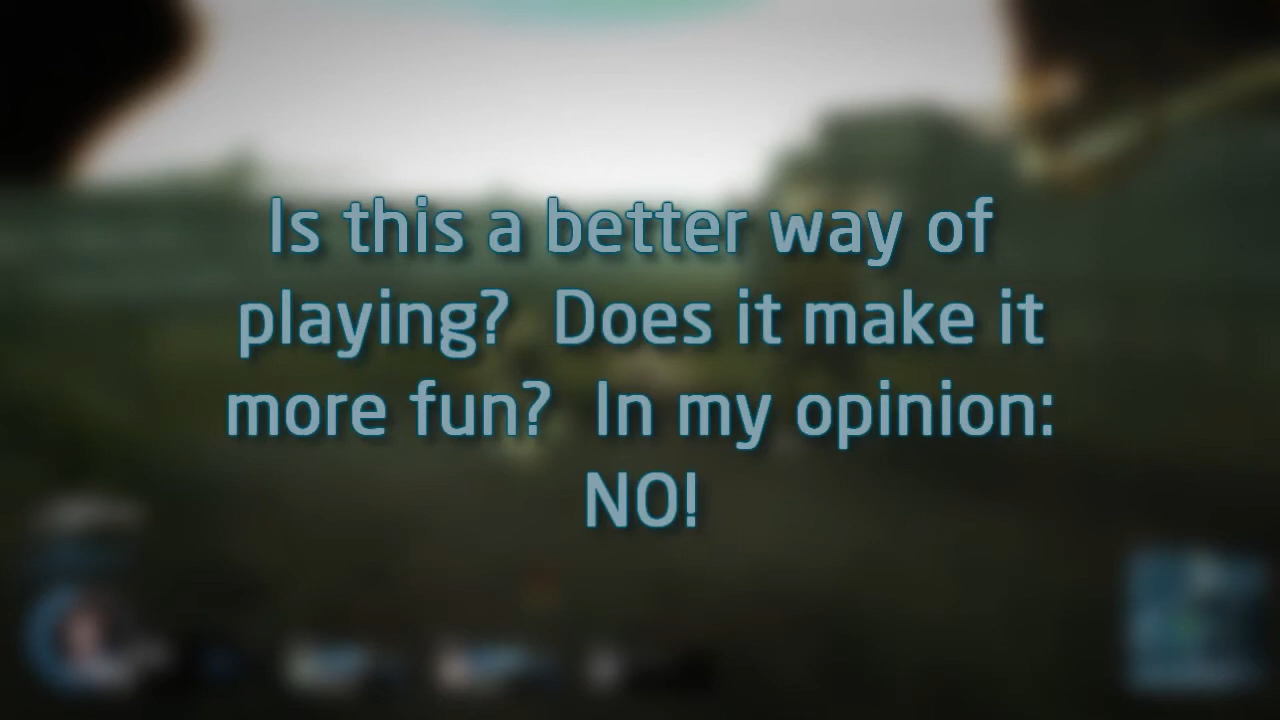 Is this a better way of
playing?  Does it make it
more fun?  In my opinion:
NO!